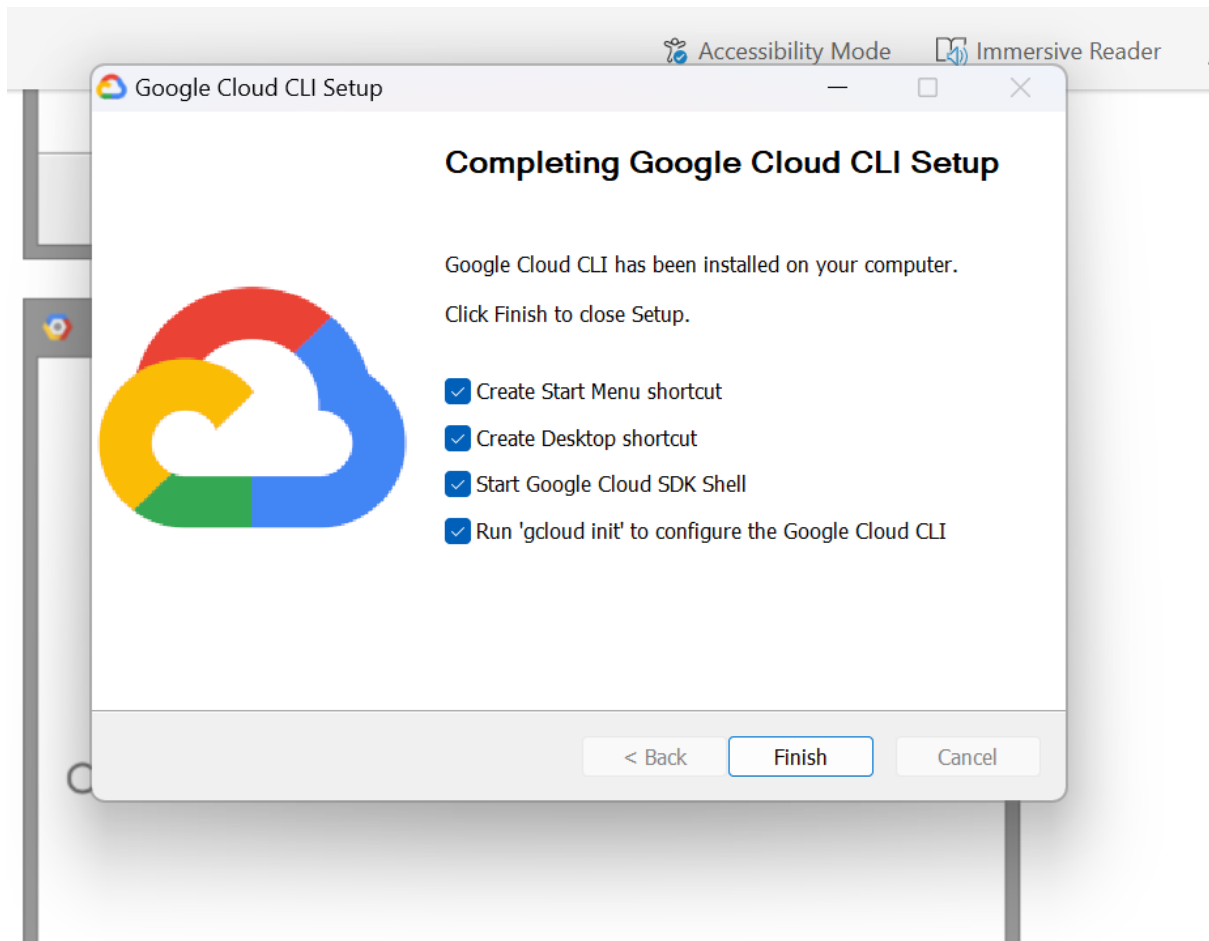 Accessibility Mode Immersive Reader
Google Cloud CLI Setup
Completing Google Cloud CLI Setup
Google Cloud CLI has been installed on your computer.
Click Finish to close Setup.
Create Start Menu shortcut
Create Desktop shortcut
Start Google Cloud SDK Shell
Run 'gcloud init' to configure the Google Cloud CLI
< Back Finish Cancel